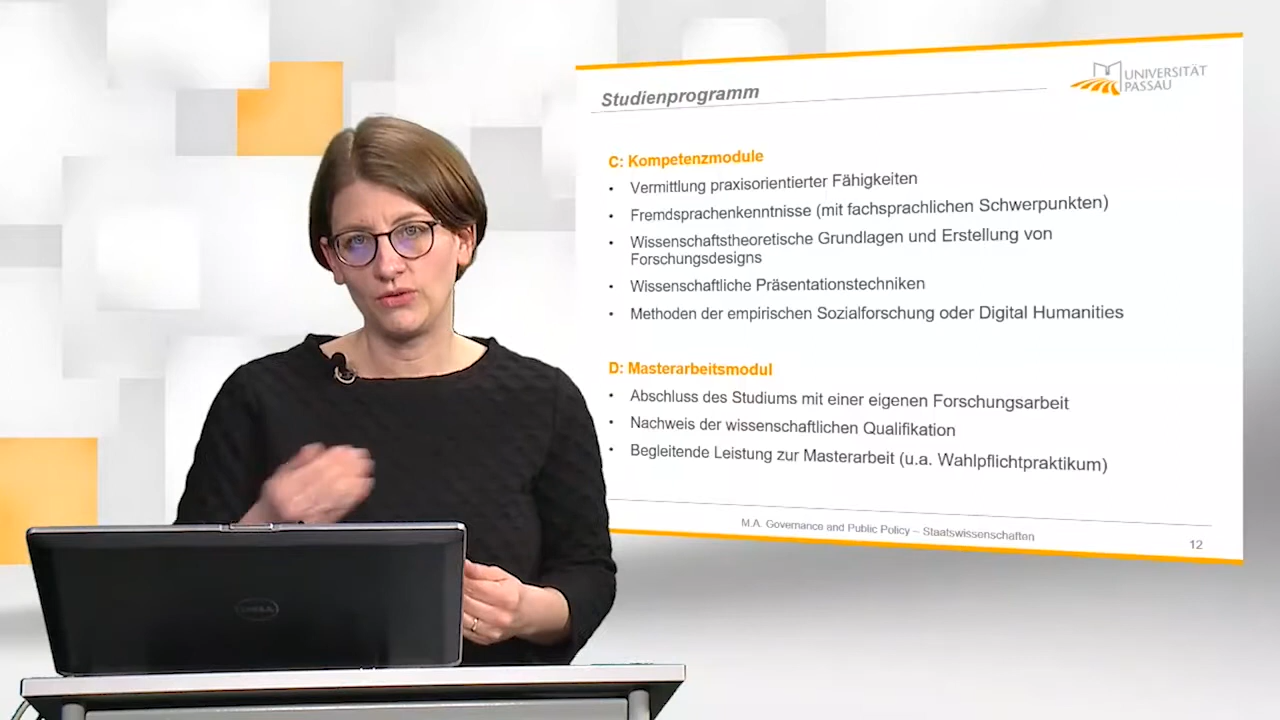 UNIVERSITÄT
PASSAU
Studienprogramm
C: Kompetenzmodule
• Vermittlung praxisorientierter Fähigkeiten
• Fremdsprachenkenntnisse (mit fachsprachlichen Schwerpunkten)
• Wissenschaftstheoretische Grundlagen und Erstellung von
Forschungsdesigns
• Wissenschaftliche Präsentationstechniken
• Methoden der empirischen Sozialforschung oder Digital Humanities
D: Masterarbeitsmodul
• Abschluss des Studiums mit einer eigenen Forschungsarbeit
• Nachweis der wissenschaftlichen Qualifikation
• Begleitende Leistung zur Masterarbeit (u.a. Wahlpflichtpraktikum)
M.A. Governance and Public Policy – Staatswissenschaften
12
DELL